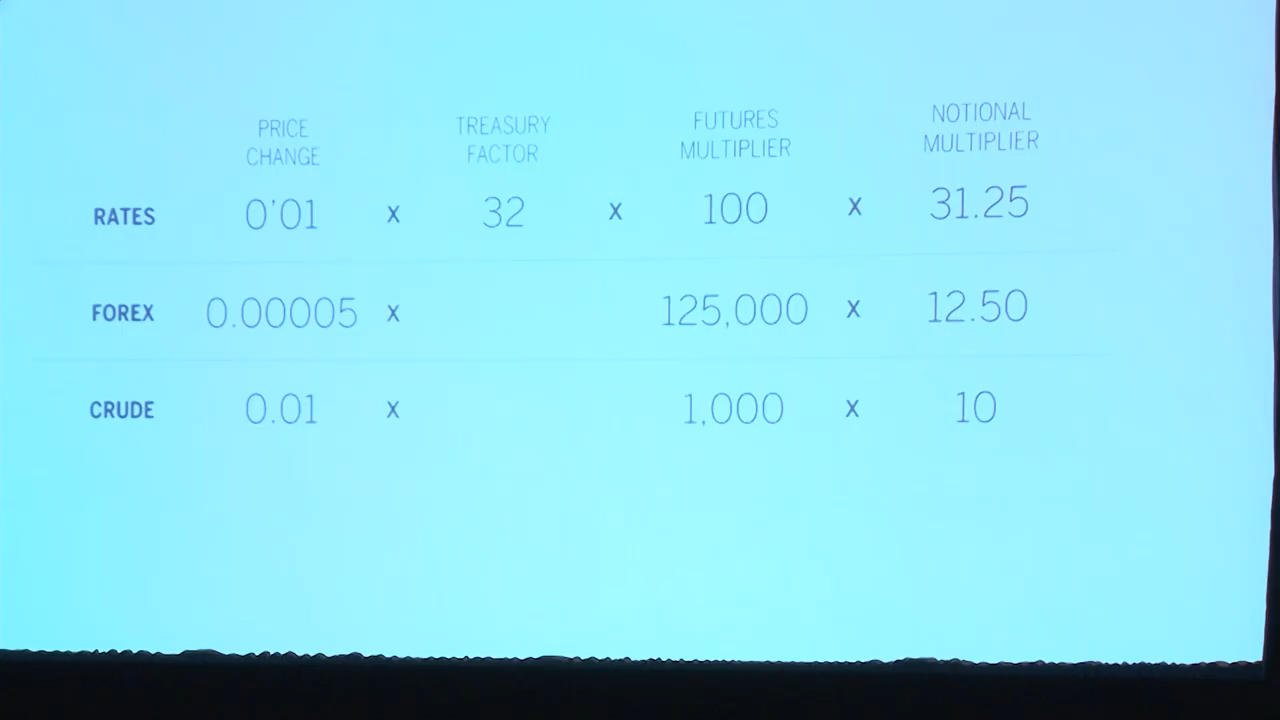 PRICE CHANGE TREASURY FACTOR FUTURES MULTIPLIER NOTIONAL MULTIPLIER
RATES 0'01 X 32 X 100 X 31.25
FOREX 0.00005 X 125,000 X 12.50
CRUDE 0.01 X 1,000 X 10